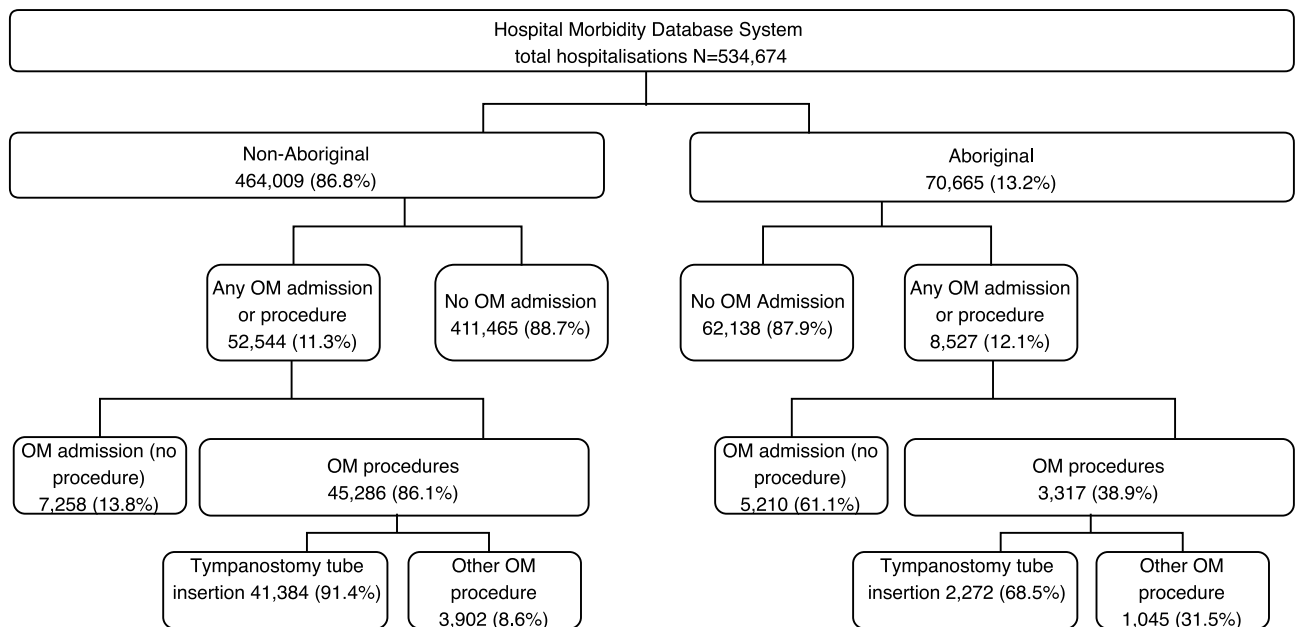 Hospital Morbidity Database System
total hospitalisations N=534,674
Non-Aboriginal
464,009 (86.8%)
Aboriginal
70,665 (13.2%)
Any OM admission
or procedure
52,544 (11.3%)
No OM admission
411,465 (88.7%)
No OM Admission
62,138 (87.9%)
Any OM admission
or procedure
8,527 (12.1%)
OM admission (no
procedure)
7,258 (13.8%)
OM procedures
45,286 (86.1%)
OM admission (no
procedure)
5,210 (61.1%)
OM procedures
3,317 (38.9%)
Tympanostomy tube
insertion 41,384 (91.4%)
Other OM
procedure
3,902 (8.6%)
Tympanostomy tube
insertion 2,272 (68.5%)
Other OM
procedure
1,045 (31.5%)